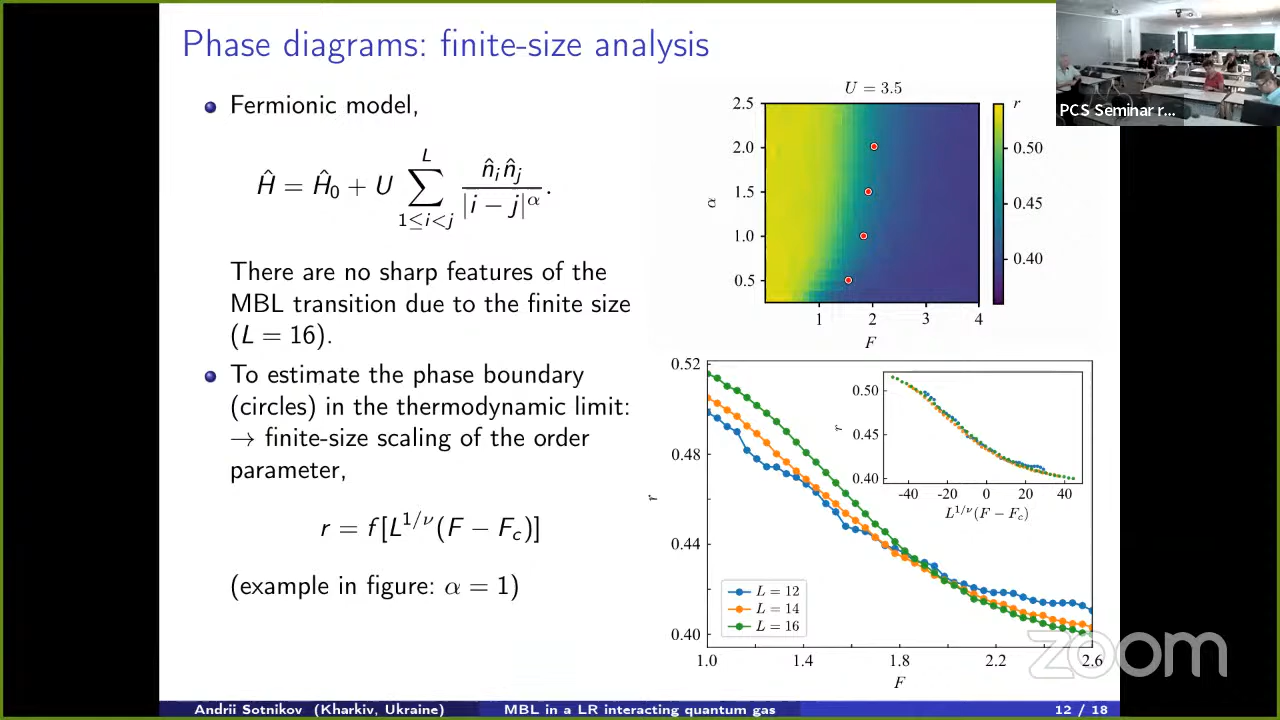 Phase diagrams: finite-size analysis
Fermionic model,
Ĥ = Ĥ₀ + U ∑_{1≤i<j}^{L} n̂ᵢn̂ⱼ / |i − j|^α .
There are no sharp features of the
MBL transition due to the finite size
(L = 16).
To estimate the phase boundary
(circles) in the thermodynamic limit:
→ finite-size scaling of the order
parameter,
r = f[L^{1/ν}(F − F_c)]
(example in figure: α = 1)
U = 3.5
2.5
2.0
1.5
1.0
0.5
α
1 2 3 4
F
r
0.50
0.45
0.40
PCS Seminar r...
0.52
0.48
0.44
0.40
r
1.0 1.4 1.8 2.2 2.6
F
L = 12
L = 14
L = 16
0.50
0.45
0.40
r
-40 -20 0 20 40
L^{1/ν}(F − F_c)
zoom
Andrii Sotnikov (Kharkiv, Ukraine) MBL in a LR interacting quantum gas 12 / 18